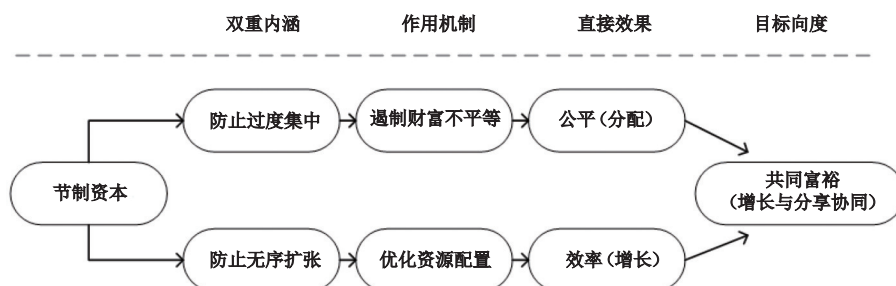 双重内涵 作用机制 直接效果 目标向度
防止过度集中 遏制财富不平等 公平(分配)
节制资本
共同富裕
(增长与分享协同)
防止无序扩张 优化资源配置 效率(增长)